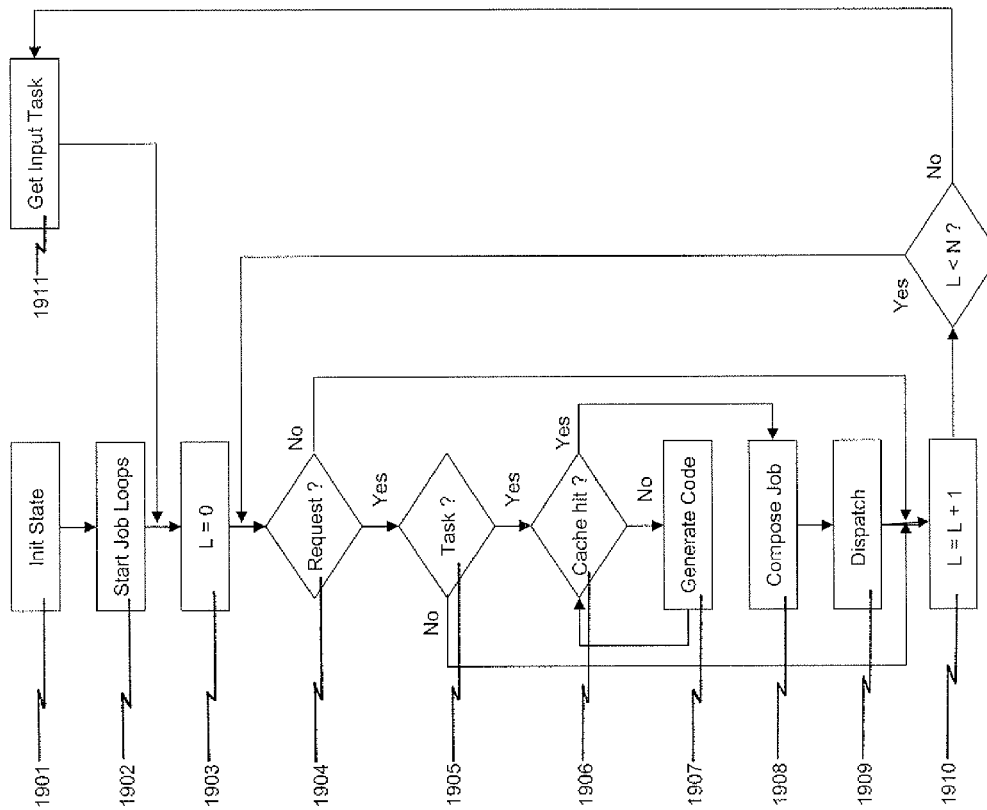 1901
Init State
1902
Start Job Loops
1903
L = 0
1904
Request ?
No
Yes
1905
Task ?
No
Yes
1906
Cache hit ?
Yes
No
1907
Generate Code
1908
Compose Job
1909
Dispatch
1910
L = L + 1
L < N ?
Yes
No
1911
Get Input Task